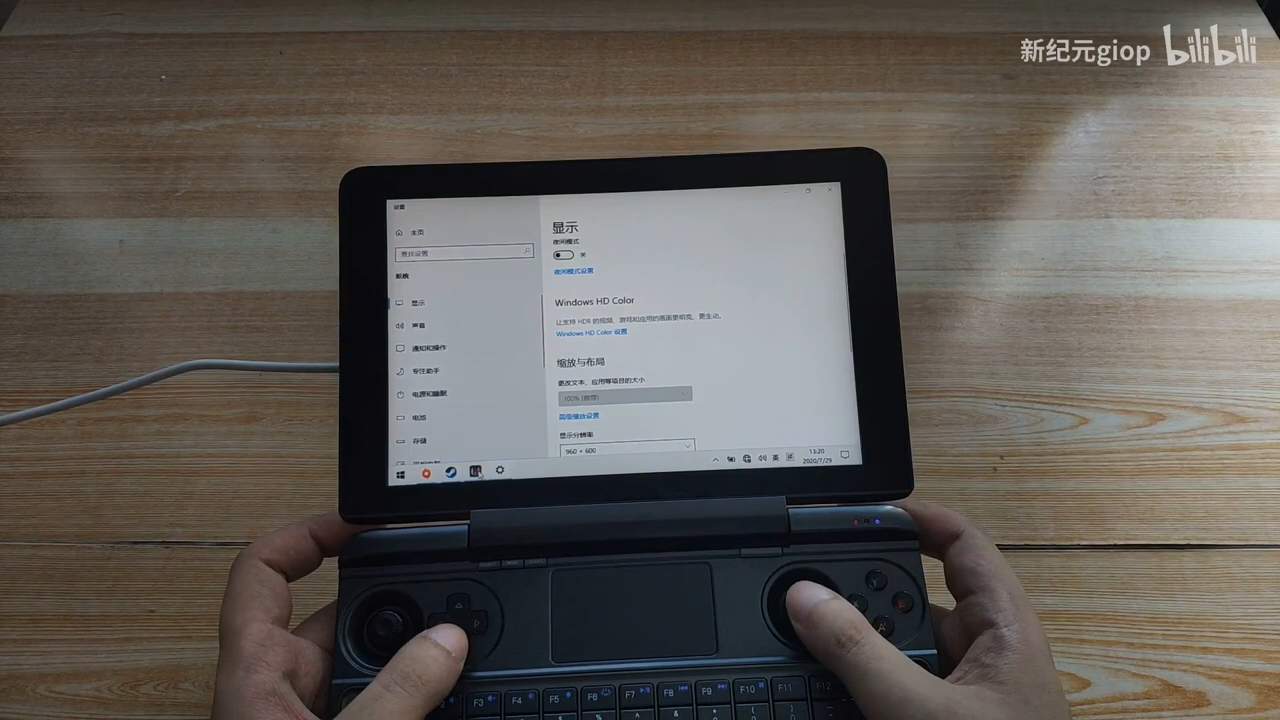 新纪元giop bilibili
设置
主页
查找设置
系统
显示
声音
通知和操作
专注助手
电源和睡眠
电池
存储
显示
夜间模式
关
夜间模式设置
Windows HD Color
让支持 HDR 的视频、游戏和应用的画面更明亮、更生动。
Windows HD Color 设置
缩放与布局
更改文本、应用等项目的大小
100% (推荐)
高级缩放设置
显示分辨率
960 × 600
英
13:20
2020/7/29
F3 F4 F5 F6 F7 F8 F9 F10 F11 F12